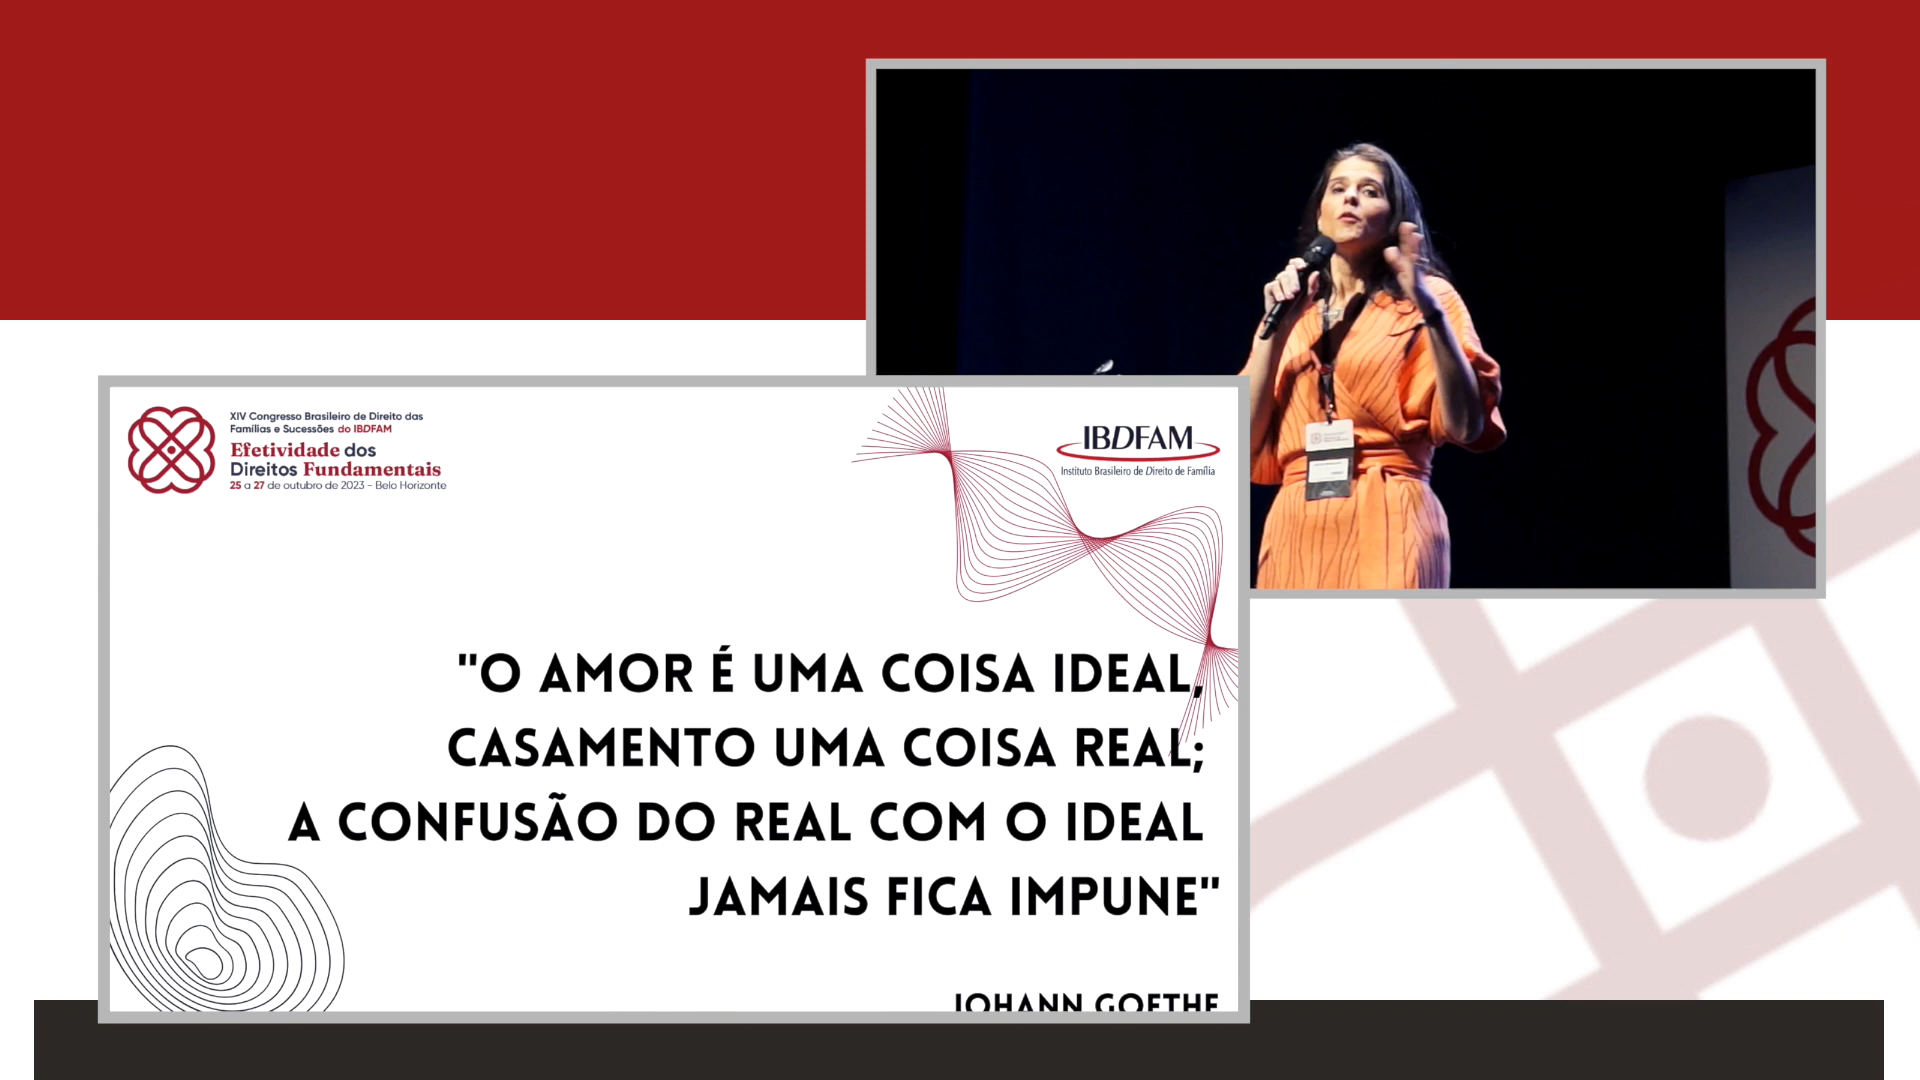 XIV Congresso Brasileiro de Direito das
Famílias e Sucessões do IBDFAM
Efetividade dos
Direitos Fundamentais
25 a 27 de outubro de 2023 - Belo Horizonte
IBDFAM
Instituto Brasileiro de Direito de Família
"O AMOR É UMA COISA IDEAL,
CASAMENTO UMA COISA REAL;
A CONFUSÃO DO REAL COM O IDEAL
JAMAIS FICA IMPUNE"
JOHANN GOETHE